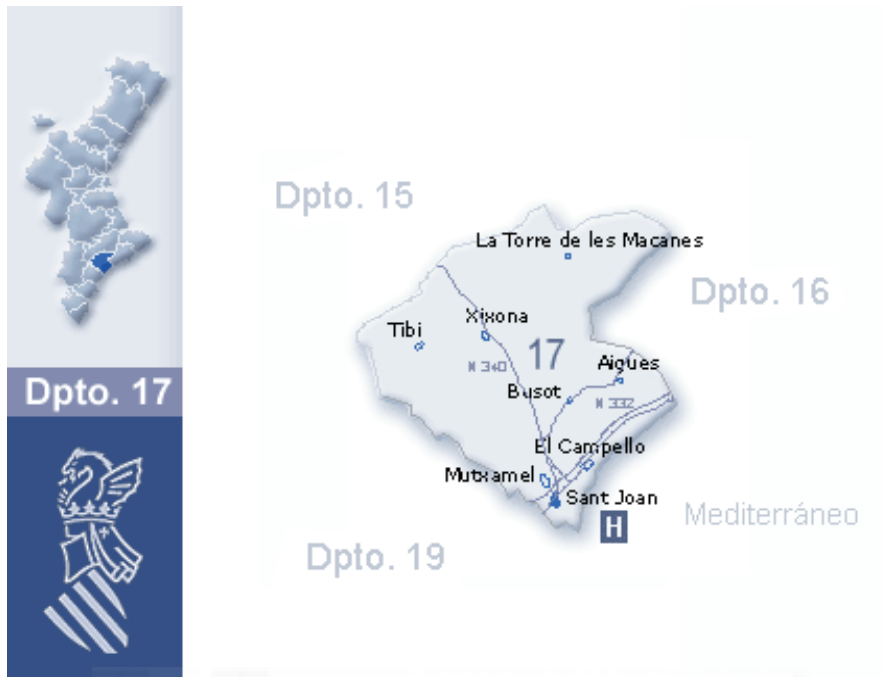 Dpto. 15
La Torre de les Macanes
Dpto. 16
Xixona
Tibi
17
Aigues
N 340
Dpto. 17
Busot
N 332
El Campello
Mutxamel
Sant Joan
Mediterráneo
H
Dpto. 19